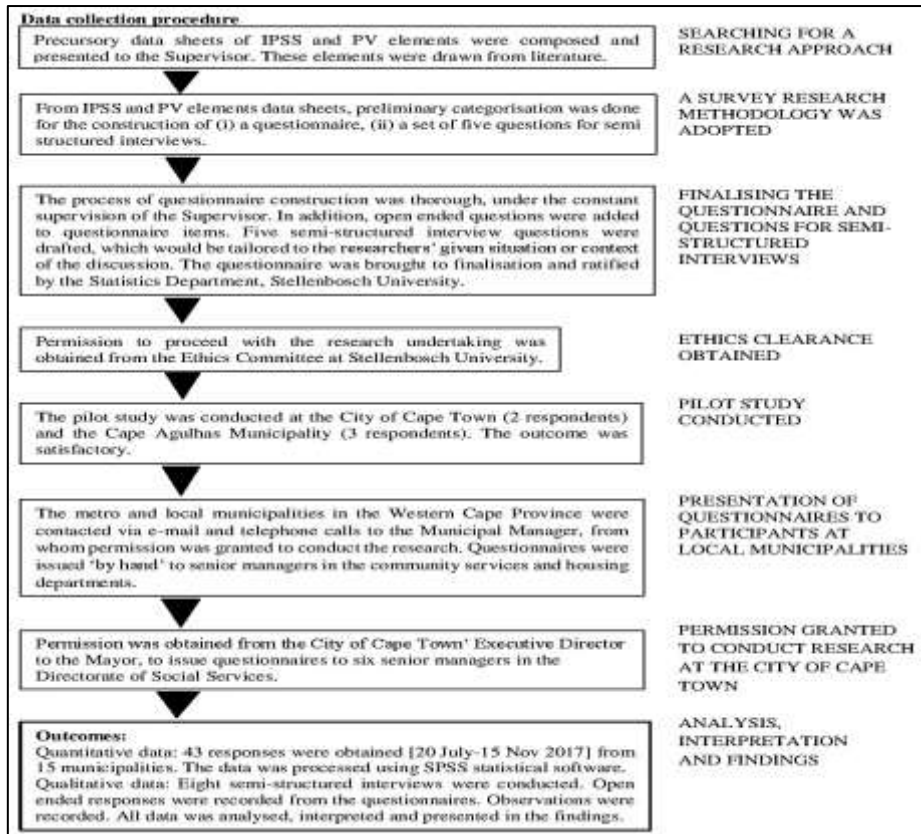 Data collection procedure
Precursory data sheets of IPSS and PV elements were composed and
presented to the Supervisor. These elements were drawn from literature.
SEARCHING FOR A
RESEARCH APPROACH
From IPSS and PV elements data sheets, preliminary categorisation was done
for the construction of (i) a questionnaire, (ii) a set of five questions for semi
structured interviews.
A SURVEY RESEARCH
METHODOLOGY WAS
ADOPTED
The process of questionnaire construction was thorough, under the constant
supervision of the Supervisor. In addition, open ended questions were added
to questionnaire items. Five semi-structured interview questions were
drafted, which would be tailored to the researchers' given situation or context
of the discussion. The questionnaire was brought to finalisation and ratified
by the Statistics Department, Stellenbosch University.
FINALISING THE
QUESTIONNAIRE AND
QUESTIONS FOR SEMI-
STRUCTURED
INTERVIEWS
Permission to proceed with the research undertaking was
obtained from the Ethics Committee at Stellenbosch University.
ETHICS CLEARANCE
OBTAINED
The pilot study was conducted at the City of Cape Town (2 respondents)
and the Cape Agulhas Municipality (3 respondents). The outcome was
satisfactory.
PILOT STUDY
CONDUCTED
The metro and local municipalities in the Western Cape Province were
contacted via e-mail and telephone calls to the Municipal Manager, from
whom permission was granted to conduct the research. Questionnaires were
issued 'by hand' to senior managers in the community services and housing
departments.
PRESENTATION OF
QUESTIONNAIRES TO
PARTICIPANTS AT
LOCAL MUNICIPALITIES
Permission was obtained from the City of Cape Town' Executive Director
to the Mayor, to issue questionnaires to six senior managers in the
Directorate of Social Services.
PERMISSION GRANTED
TO CONDUCT RESEARCH
AT THE CITY OF CAPE
TOWN
Outcomes:
Quantitative data: 43 responses were obtained [20 July-15 Nov 2017] from
15 municipalities. The data was processed using SPSS statistical software.
Qualitative data: Eight semi-structured interviews were conducted. Open
ended responses were recorded from the questionnaires. Observations were
recorded. All data was analysed, interpreted and presented in the findings.
ANALYSIS,
INTERPRETATION
AND FINDINGS